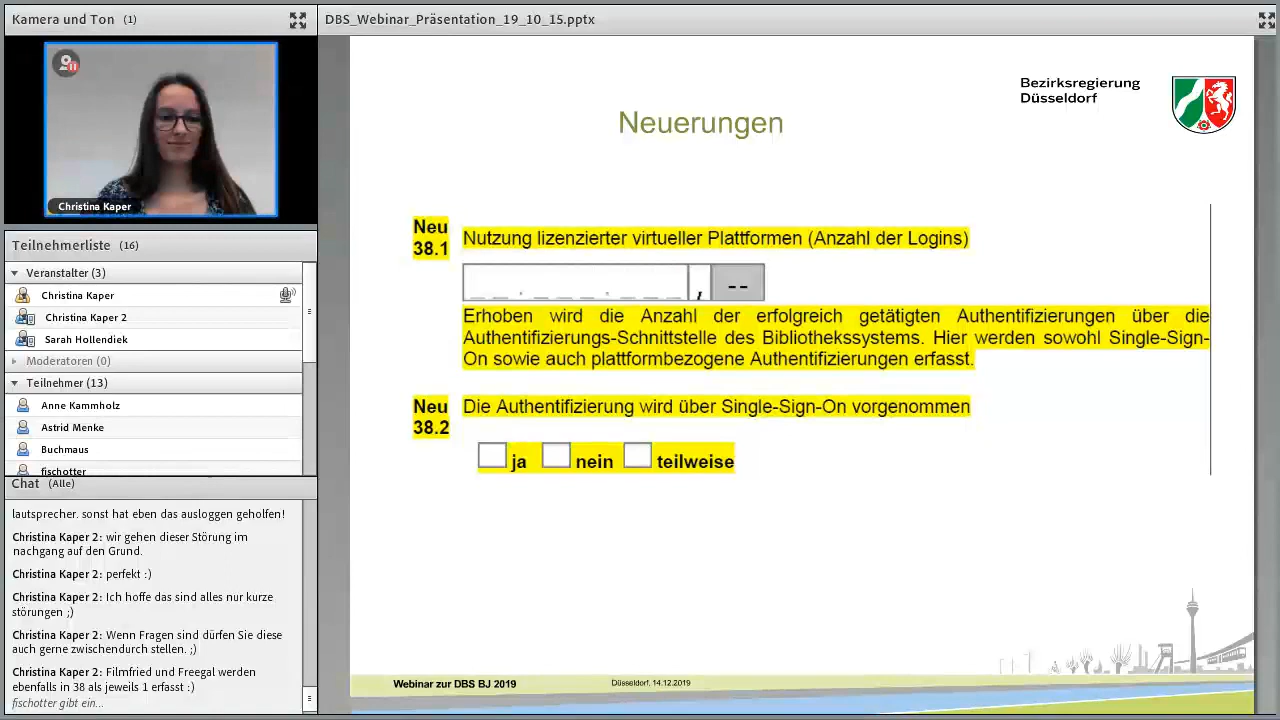 Kamera und Ton (1)
Christina Kaper
Teilnehmerliste (16)
Veranstalter (3)
Christina Kaper
Christina Kaper 2
Sarah Hollendiek
Moderatoren (0)
Teilnehmer (13)
Anne Kammholz
Astrid Menke
Buchmaus
fischotter
Chat (Alle)
lautsprecher. sonst hat eben das ausloggen geholfen!
Christina Kaper 2: wir gehen dieser Störung im
nachgang auf den Grund.
Christina Kaper 2: perfekt :)
Christina Kaper 2: Ich hoffe das sind alles nur kurze
störungen ;)
Christina Kaper 2: Wenn Fragen sind dürfen Sie diese
auch gerne zwischendurch stellen. ;)
Christina Kaper 2: Filmfried und Freegal werden
ebenfalls in 38 als jeweils 1 erfasst :)
fischotter gibt ein...
DBS_Webinar_Präsentation_19_10_15.pptx
Bezirksregierung
Düsseldorf
Neuerungen
Neu
38.1
Nutzung lizenzierter virtueller Plattformen (Anzahl der Logins)
_ _ . _ _ _ . _ _ _ , --
Erhoben wird die Anzahl der erfolgreich getätigten Authentifizierungen über die
Authentifizierungs-Schnittstelle des Bibliothekssystems. Hier werden sowohl Single-Sign-
On sowie auch plattformbezogene Authentifizierungen erfasst.
Neu
38.2
Die Authentifizierung wird über Single-Sign-On vorgenommen
ja nein teilweise
Webinar zur DBS BJ 2019
Düsseldorf. 14.12.2019